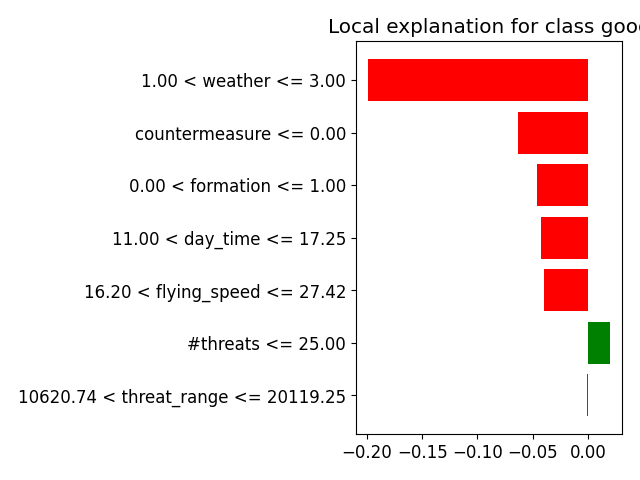 Local explanation for class goo
1.00 < weather <= 3.00
countermeasure <= 0.00
0.00 < formation <= 1.00
11.00 < day_time <= 17.25
16.20 < flying_speed <= 27.42
#threats <= 25.00
10620.74 < threat_range <= 20119.25
−0.20 −0.15 −0.10 −0.05 0.00